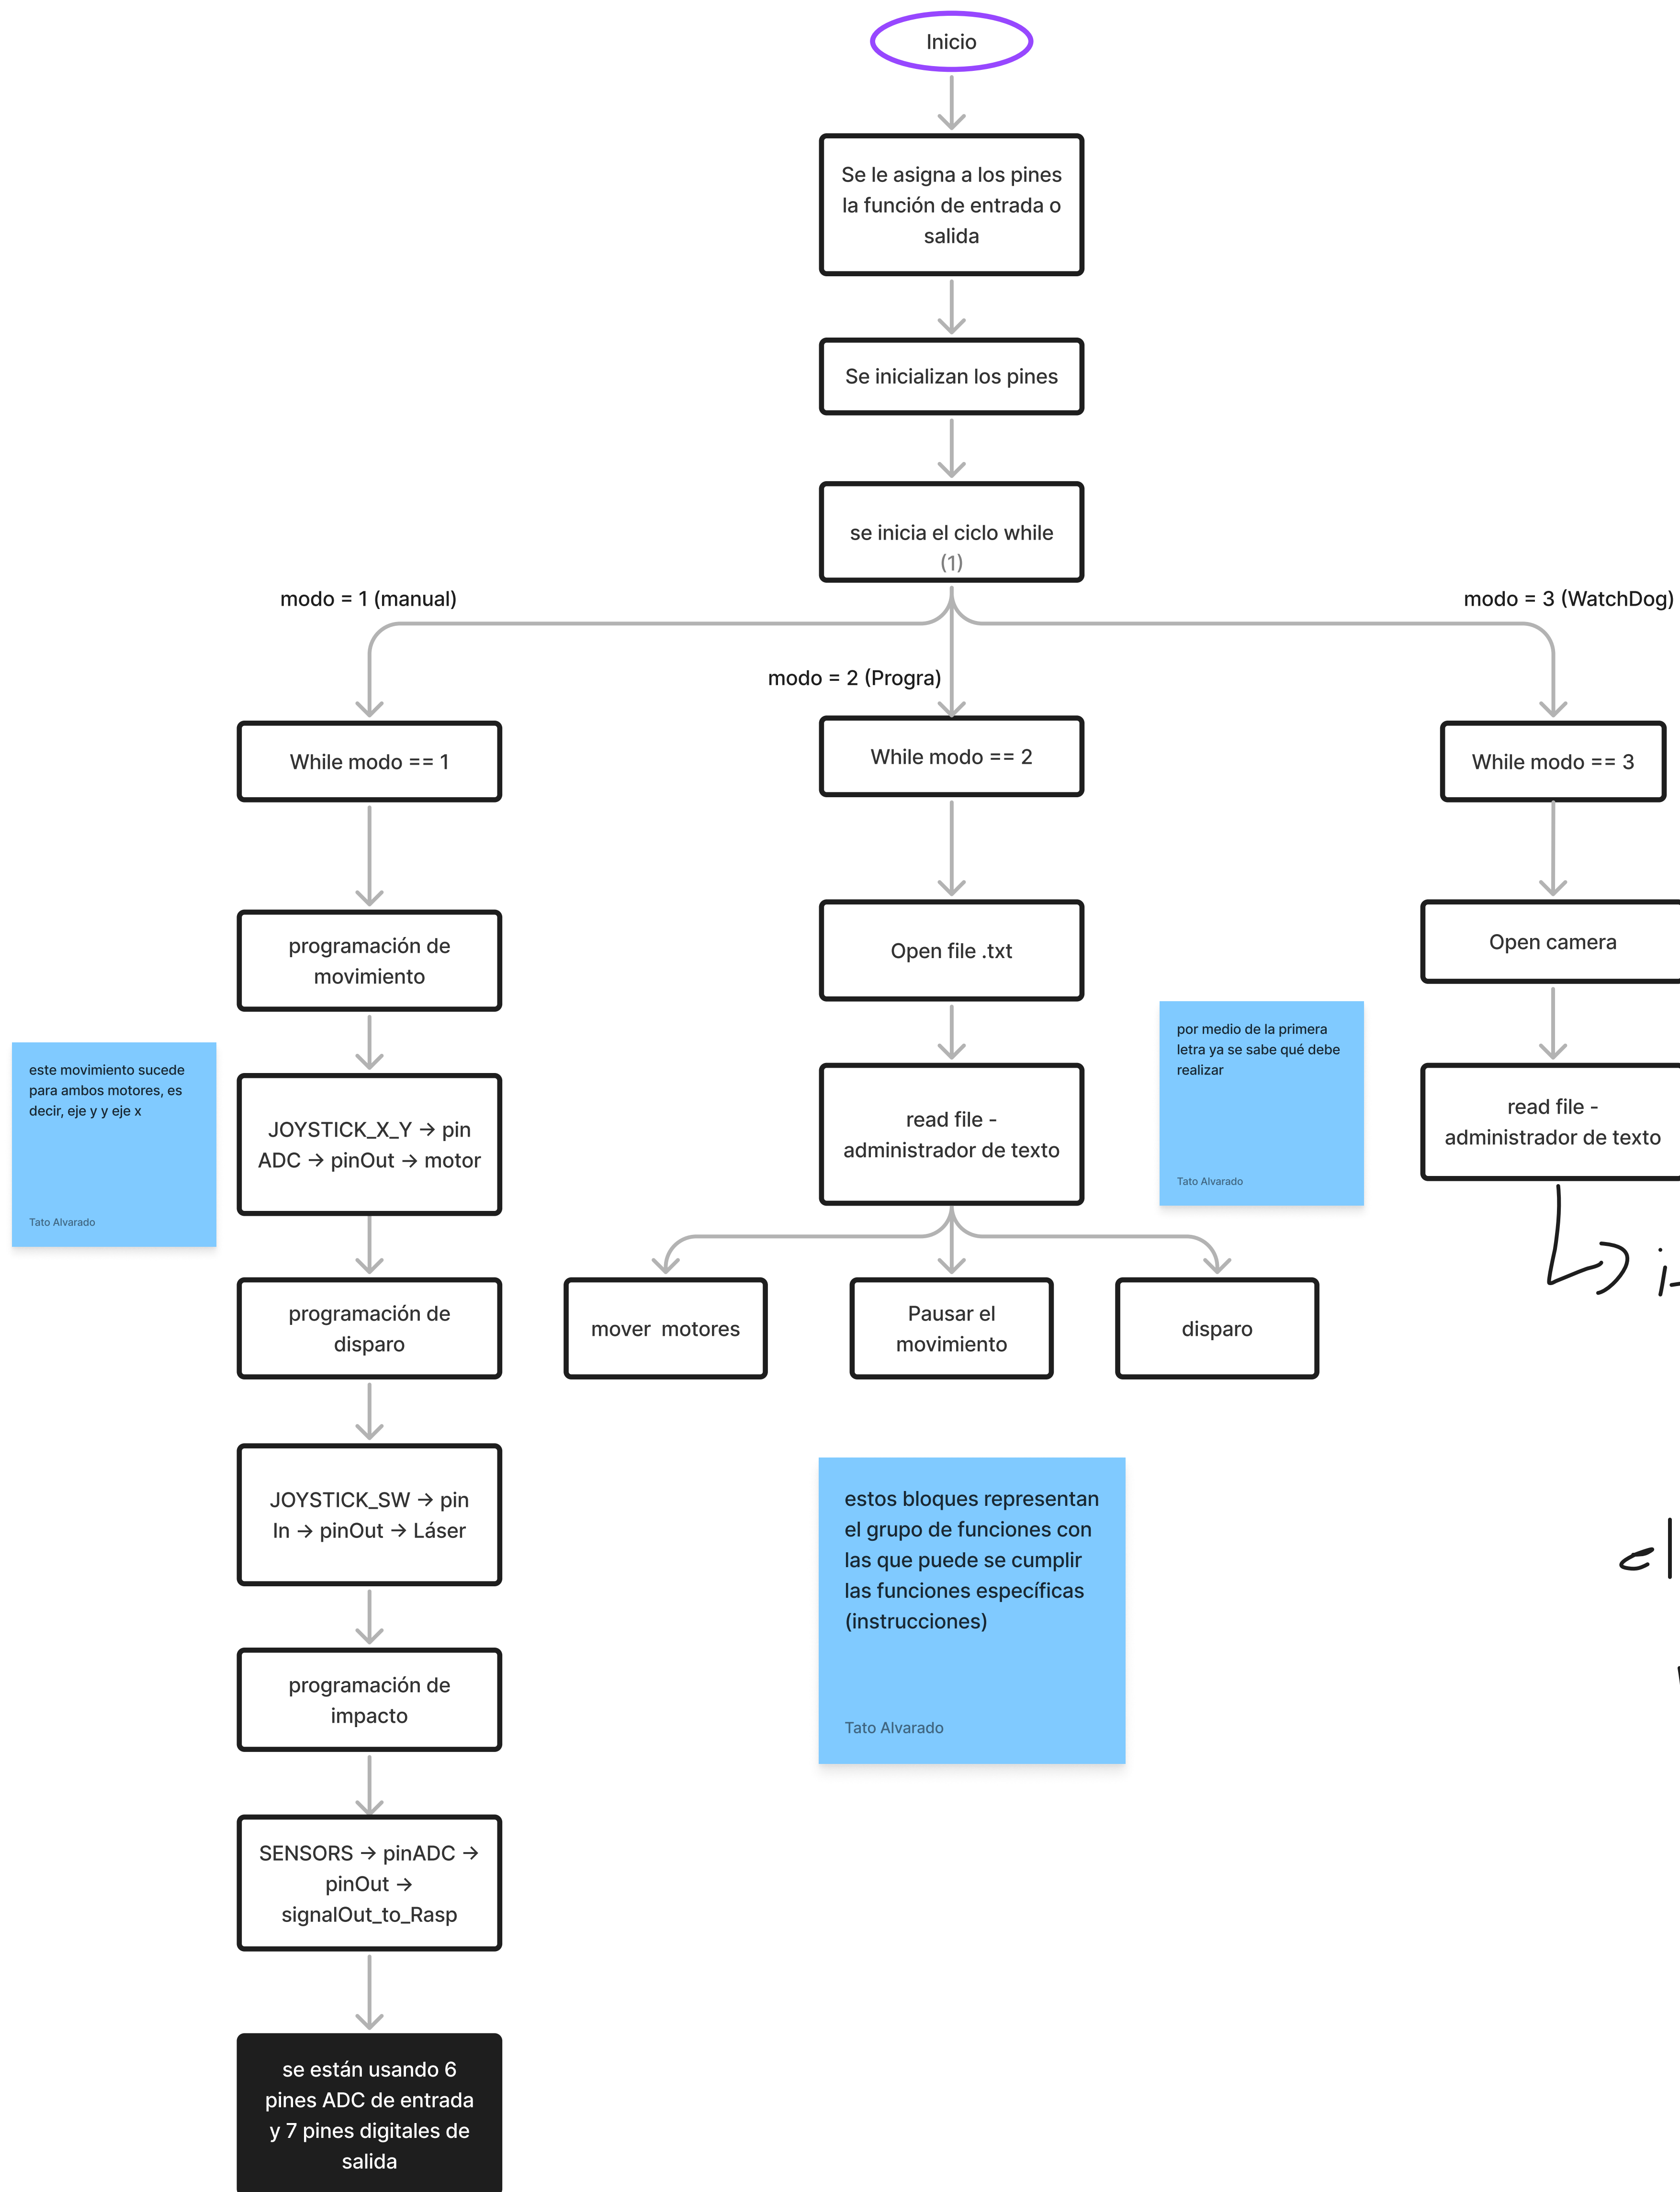 Inicio
Se le asigna a los pines
la función de entrada o
salida
Se inicializan los pines
se inicia el ciclo while
(1)
modo = 1 (manual)
modo = 3 (WatchDog)
modo = 2 (Progra)
While modo == 1
While modo == 2
While modo == 3
programación de
movimiento
Open file .txt
Open camera
este movimiento sucede
para ambos motores, es
decir, eje y y eje x
Tato Alvarado
JOYSTICK_X_Y → pin
ADC → pinOut → motor
read file -
administrador de texto
por medio de la primera
letra ya se sabe qué debe
realizar
Tato Alvarado
read file -
administrador de texto
programación de
disparo
mover  motores
Pausar el
movimiento
disparo
JOYSTICK_SW → pin
In → pinOut → Láser
estos bloques representan
el grupo de funciones con
las que puede se cumplir
las funciones específicas
(instrucciones)
Tato Alvarado
programación de
impacto
SENSORS → pinADC →
pinOut →
signalOut_to_Rasp
se están usando 6
pines ADC de entrada
y 7 pines digitales de
salida